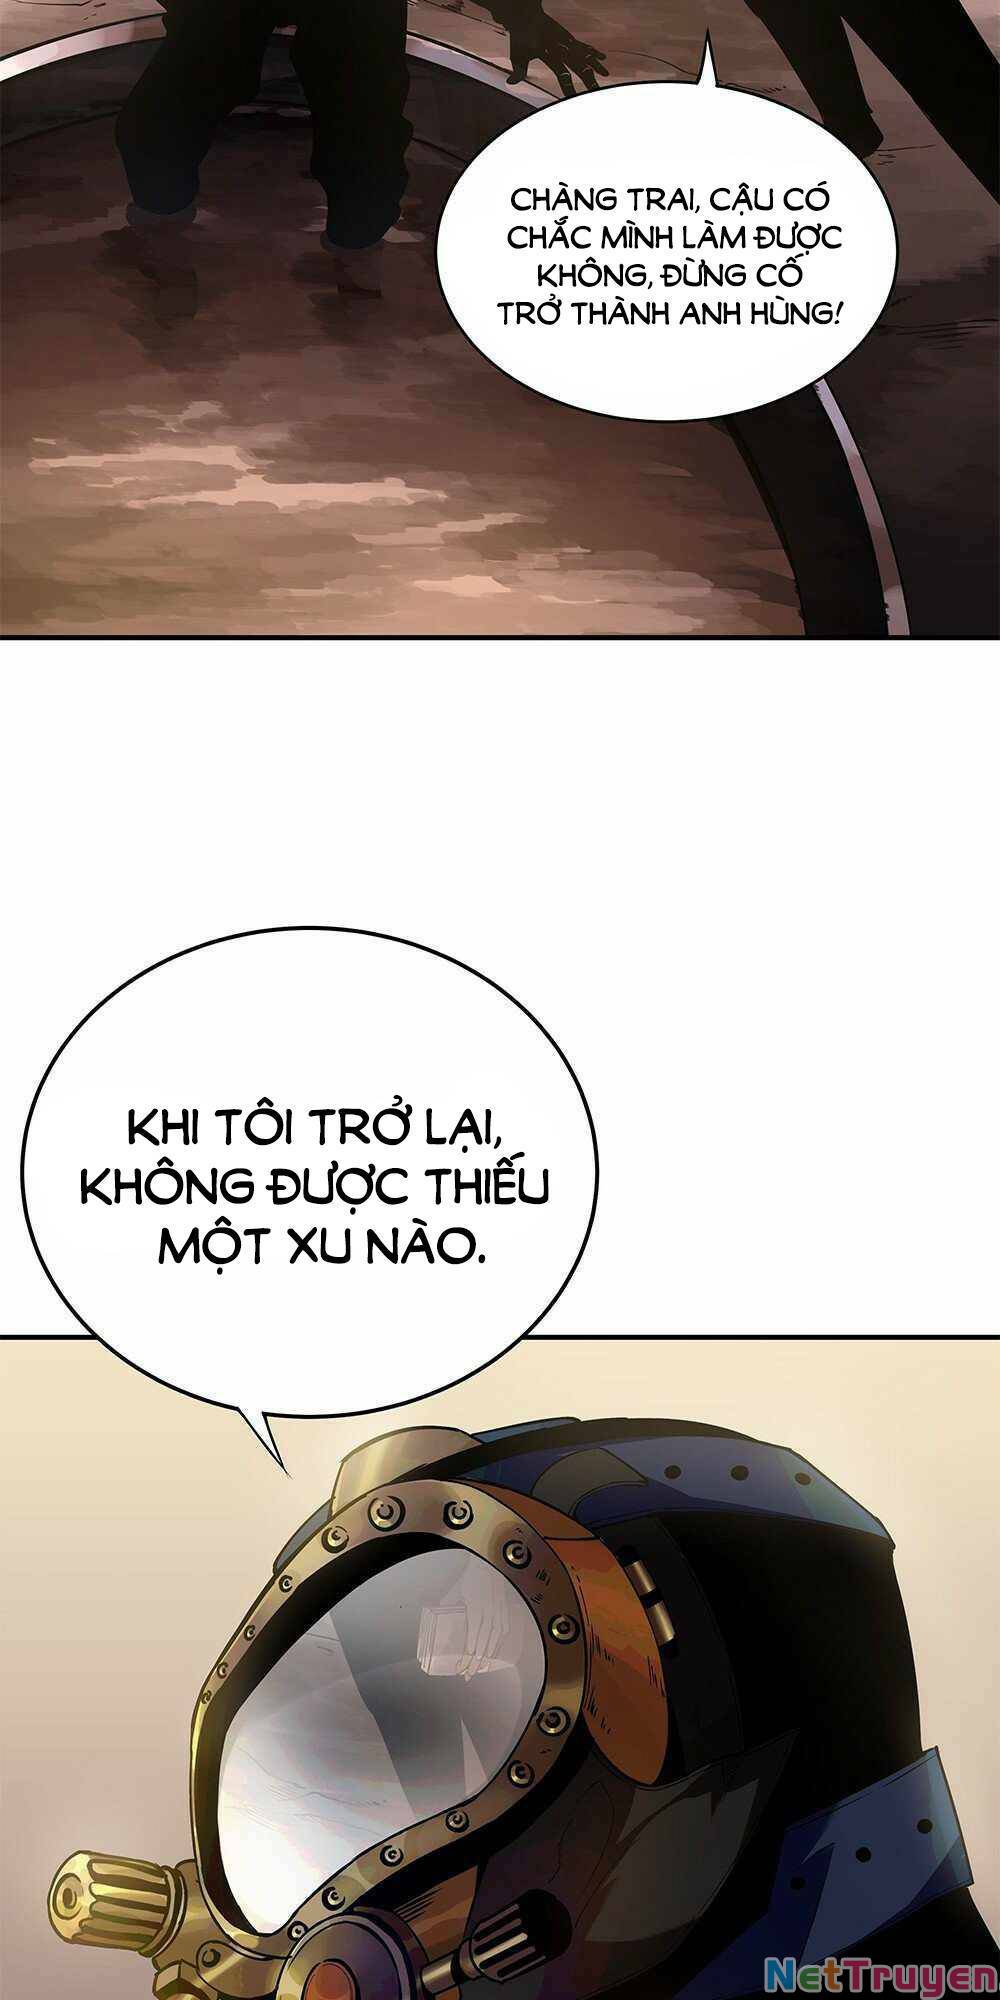 CHÀNG TRAI, CẬU CÓ
CHẮC MÌNH LÀM ĐƯỢC
KHÔNG, ĐỪNG CỐ
TRỞ THÀNH ANH HÙNG!
KHI TÔI TRỞ LẠI,
KHÔNG ĐƯỢC THIẾU
MỘT XU NÀO.
NETTRUYEN